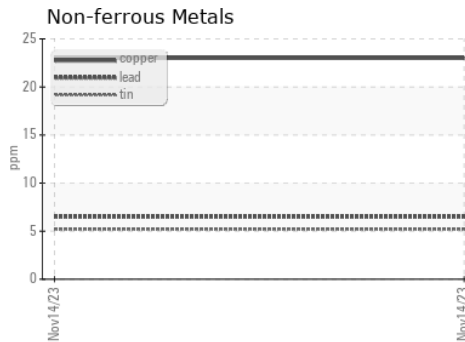 Non-ferrous Metals
25
20
15
10
5
0
ppm
copper
lead
tin
Nov14/23
Nov14/23